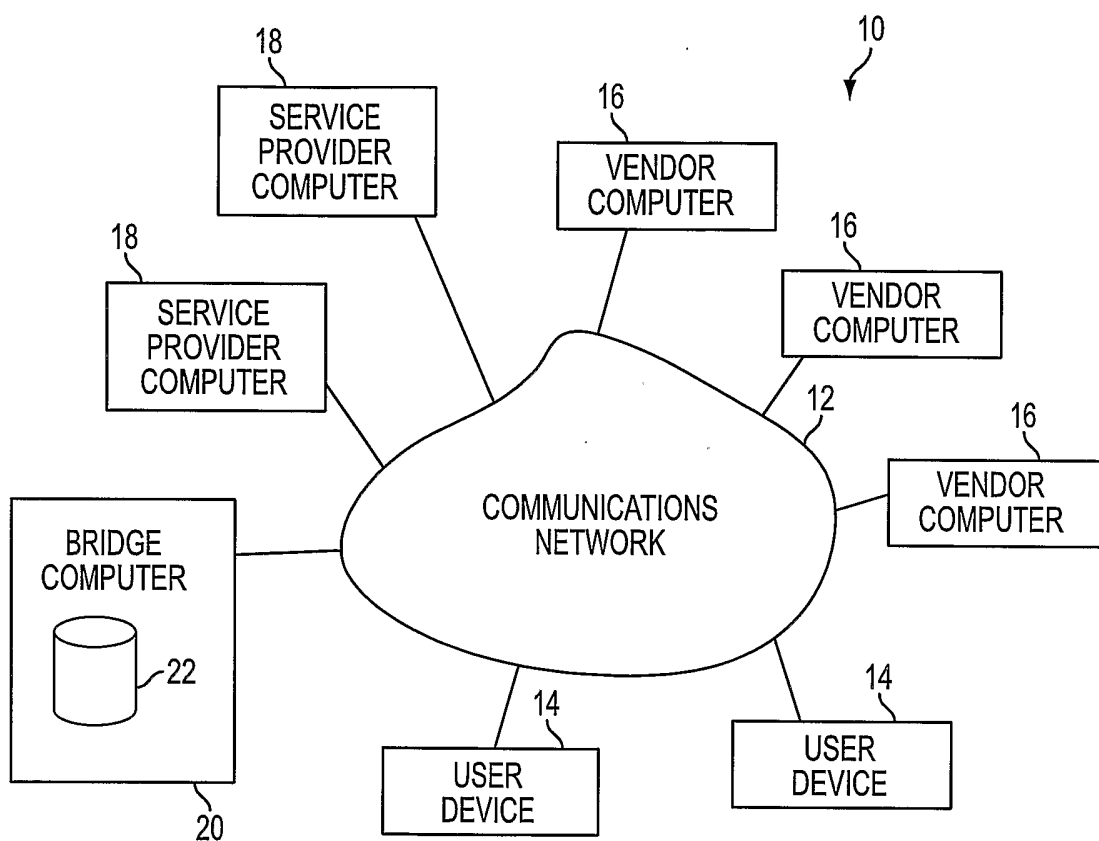 10
18
SERVICE
PROVIDER
COMPUTER
16
VENDOR
COMPUTER
18
SERVICE
PROVIDER
COMPUTER
16
VENDOR
COMPUTER
12
16
VENDOR
COMPUTER
COMMUNICATIONS
NETWORK
BRIDGE
COMPUTER
22
20
14
USER
DEVICE
14
USER
DEVICE